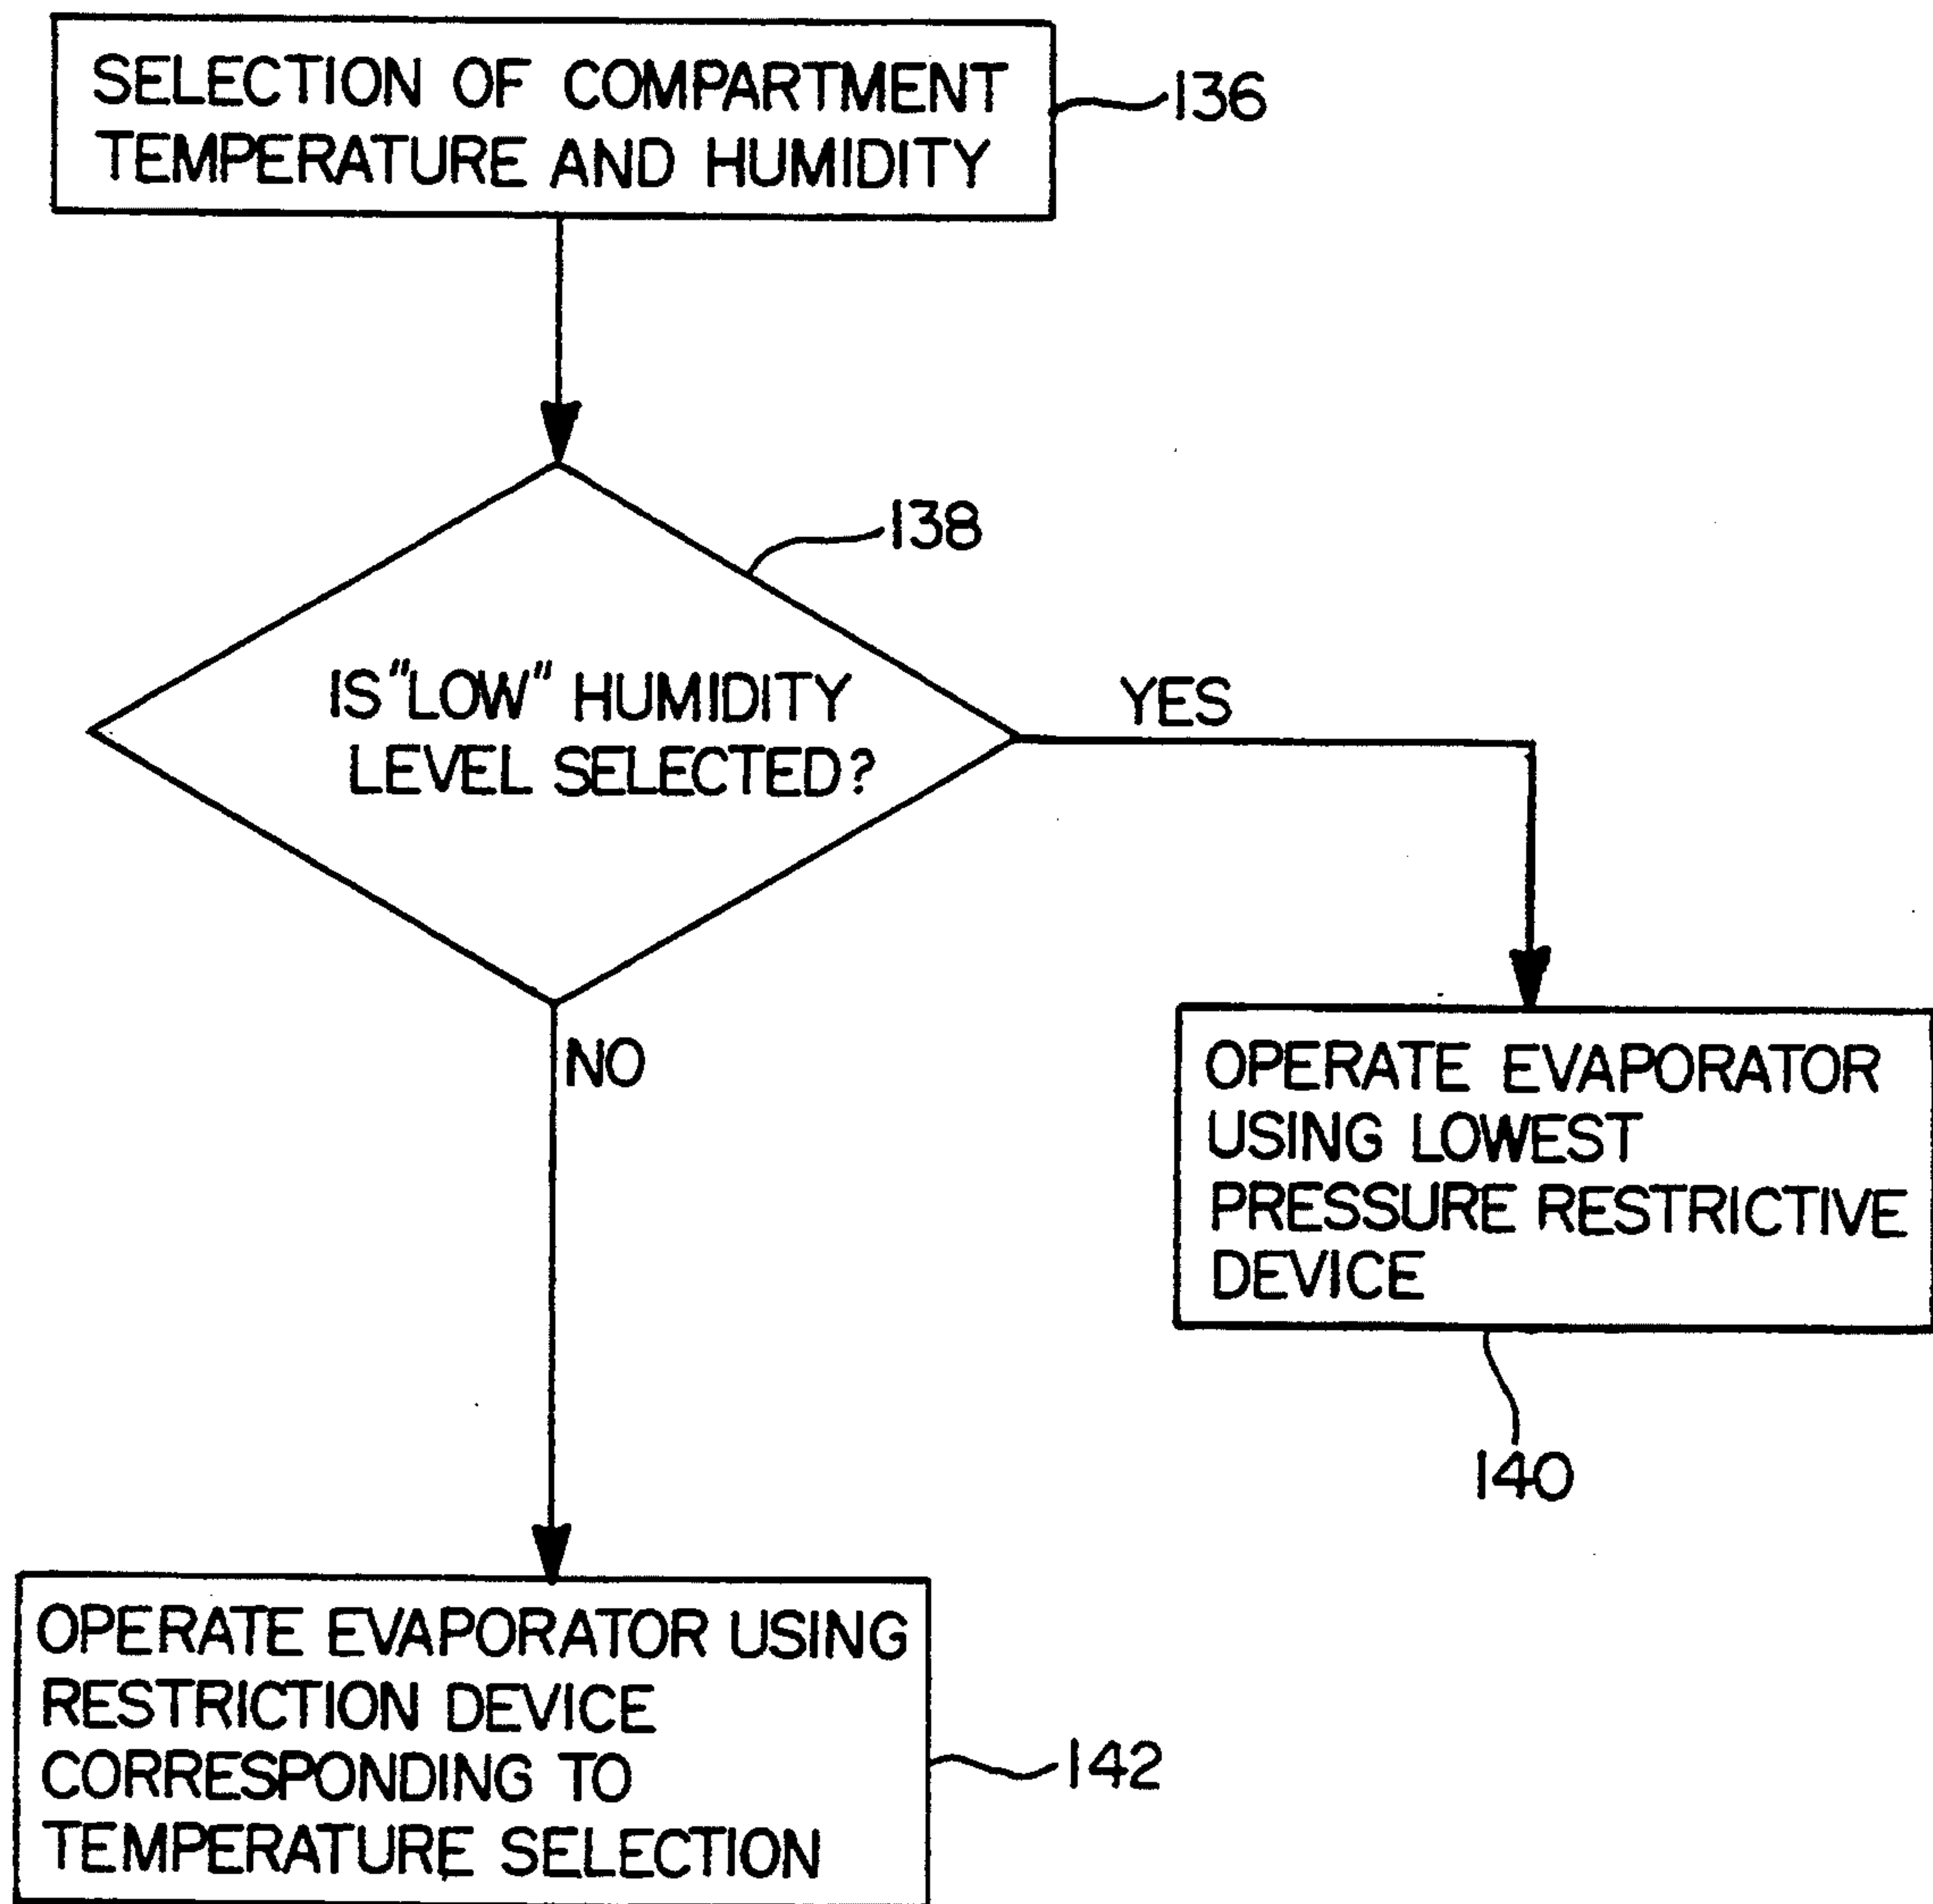 SELECTION OF COMPARTMENT
TEMPERATURE AND HUMIDITY
136
138
IS "LOW" HUMIDITY
LEVEL SELECTED?
YES
NO
OPERATE EVAPORATOR
USING LOWEST
PRESSURE RESTRICTIVE
DEVICE
140
OPERATE EVAPORATOR USING
RESTRICTION DEVICE
CORRESPONDING TO
TEMPERATURE SELECTION
142